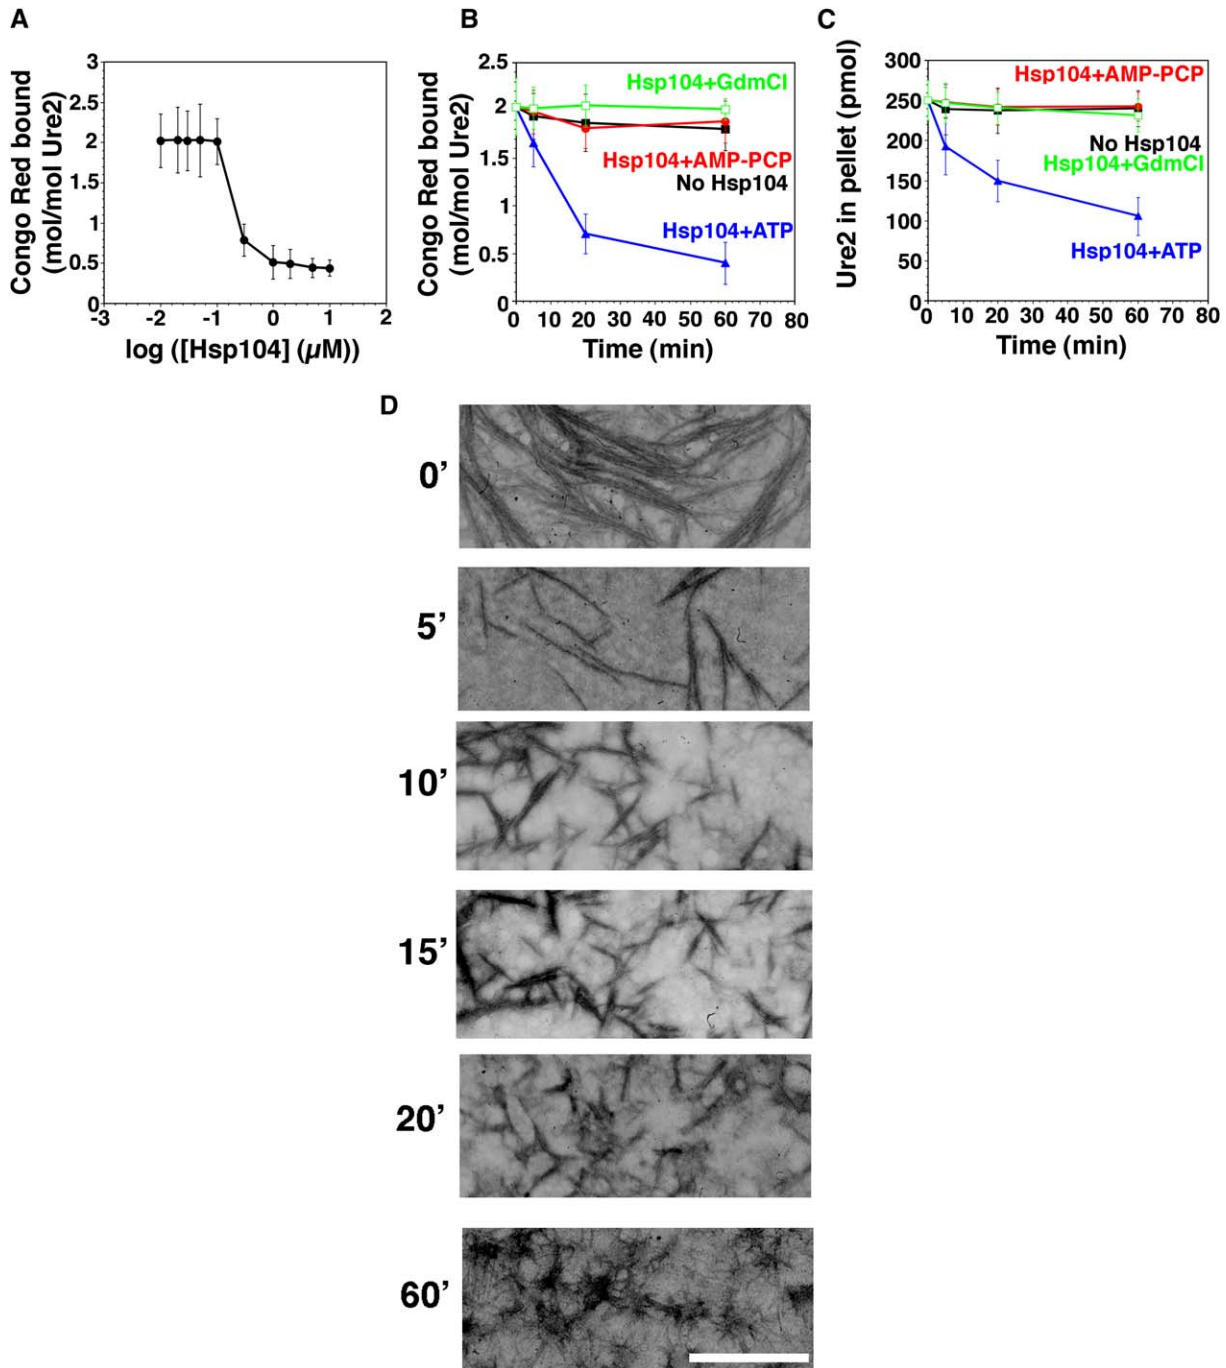 A
Congo Red bound
(mol/mol Ure2)
3
2.5
2
1.5
1
0.5
0
-3 -2 -1 0 1 2
log ([Hsp104] (µM))
B
Congo Red bound
(mol/mol Ure2)
2.5
2
1.5
1
0.5
0
Hsp104+GdmCl
Hsp104+AMP-PCP
No Hsp104
Hsp104+ATP
0 10 20 30 40 50 60 70 80
Time (min)
C
Ure2 in pellet (pmol)
300
250
200
150
100
50
0
Hsp104+AMP-PCP
No Hsp104
Hsp104+GdmCl
Hsp104+ATP
0 10 20 30 40 50 60 70 80
Time (min)
D
0’
5’
10’
15’
20’
60’